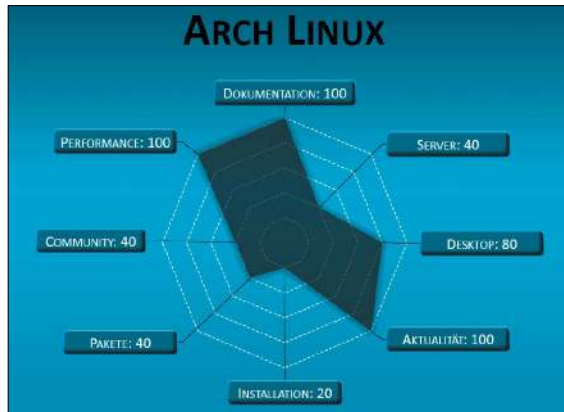 ARCH LINUX
DOKUMENTATION: 100
PERFORMANCE: 100
SERVER: 40
COMMUNITY: 40
DESKTOP: 80
PAKETE: 40
AKTUALITÄT: 100
INSTALLATION: 20